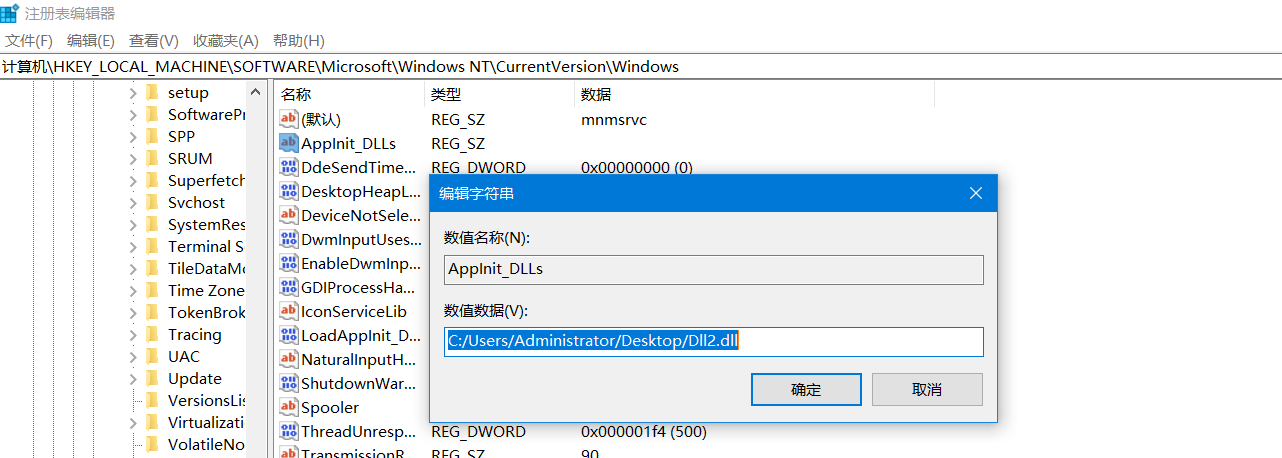 注册表编辑器
文件(F) 编辑(E) 查看(V) 收藏夹(A) 帮助(H)
计算机\HKEY_LOCAL_MACHINE\SOFTWARE\Microsoft\Windows NT\CurrentVersion\Windows
setup
SoftwarePr
SPP
SRUM
Superfetch
Svchost
SystemRes
Terminal S
TileDataMo
Time Zone
TokenBrok
Tracing
UAC
Update
VersionsLis
Virtualizati
VolatileNo
名称 类型 数据
(默认) REG_SZ mnmsrvc
AppInit_DLLs REG_SZ
DdeSendTime... REG_DWORD 0x00000000 (0)
DesktopHeapL...
DeviceNotSele...
DwmInputUses...
EnableDwmInp...
GDIProcessHa...
IconServiceLib
LoadAppInit_D...
NaturalInputH...
ShutdownWar...
Spooler
ThreadUnresp... REG_DWORD 0x000001f4 (500)
TransmissionR... REG_SZ 90
编辑字符串
数值名称(N):
AppInit_DLLs
数值数据(V):
C:/Users/Administrator/Desktop/Dll2.dll
确定 取消